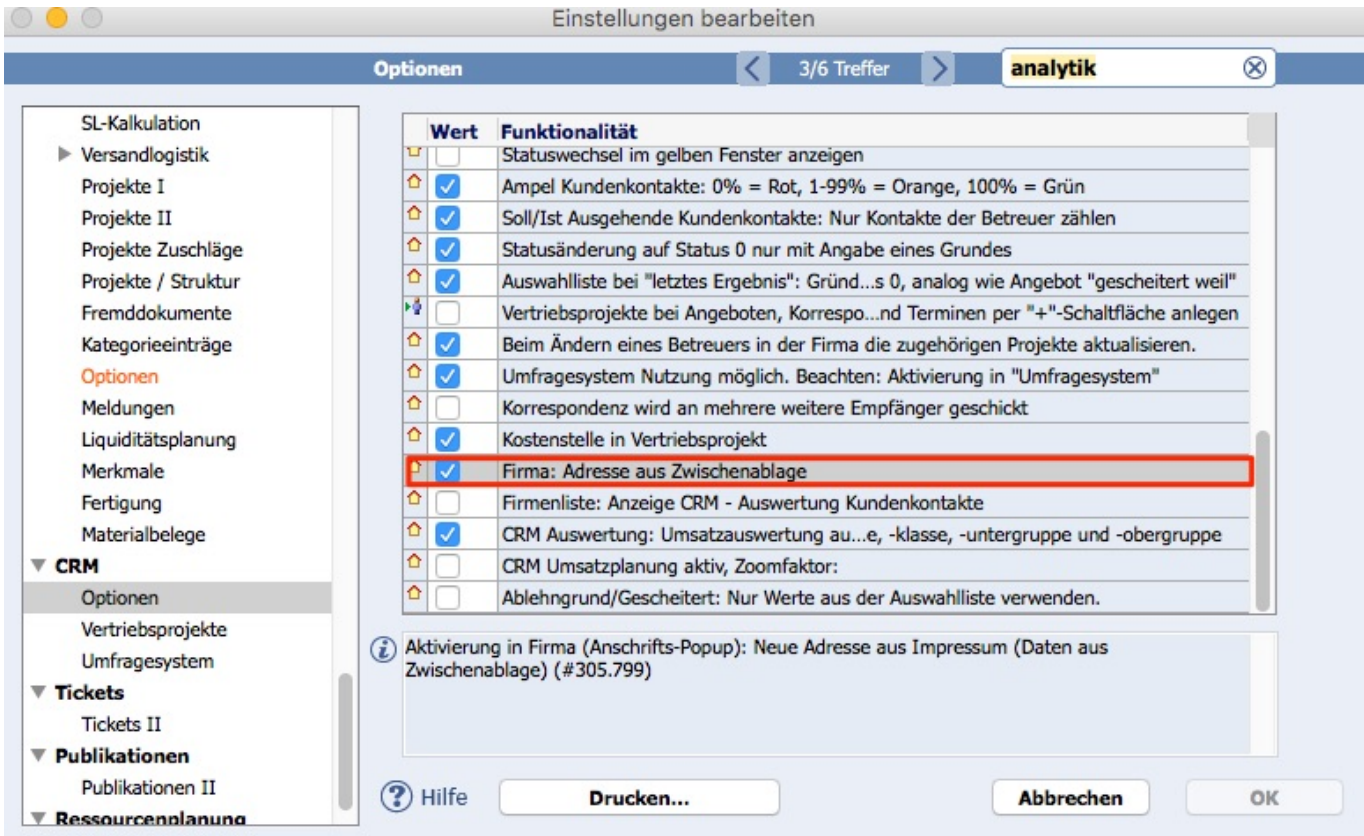 Einstellungen bearbeiten
Optionen
3/6 Treffer
analytik
SL-Kalkulation
Versandlogistik
Projekte I
Projekte II
Projekte Zuschläge
Projekte / Struktur
Fremddokumente
Kategorieeinträge
Optionen
Meldungen
Liquiditätsplanung
Merkmale
Fertigung
Materialbelege
CRM
Optionen
Vertriebsprojekte
Umfragesystem
Tickets
Tickets II
Publikationen
Publikationen II
Ressourcenplanung
Wert Funktionalität
Statuswechsel im gelben Fenster anzeigen
Ampel Kundenkontakte: 0% = Rot, 1-99% = Orange, 100% = Grün
Soll/Ist Ausgehende Kundenkontakte: Nur Kontakte der Betreuer zählen
Statusänderung auf Status 0 nur mit Angabe eines Grundes
Auswahlliste bei "letztes Ergebnis": Gründ...s 0, analog wie Angebot "gescheitert weil"
Vertriebsprojekte bei Angeboten, Korrespo...nd Terminen per "+"-Schaltfläche anlegen
Beim Ändern eines Betreuers in der Firma die zugehörigen Projekte aktualisieren.
Umfragesystem Nutzung möglich. Beachten: Aktivierung in "Umfragesystem"
Korrespondenz wird an mehrere weitere Empfänger geschickt
Kostenstelle in Vertriebsprojekt
Firma: Adresse aus Zwischenablage
Firmenliste: Anzeige CRM - Auswertung Kundenkontakte
CRM Auswertung: Umsatzauswertung au...e, -klasse, -untergruppe und -obergruppe
CRM Umsatzplanung aktiv, Zoomfaktor:
Ablehngrund/Gescheitert: Nur Werte aus der Auswahlliste verwenden.
Aktivierung in Firma (Anschrifts-Popup): Neue Adresse aus Impressum (Daten aus
Zwischenablage) (#305.799)
? Hilfe
Drucken...
Abbrechen
OK